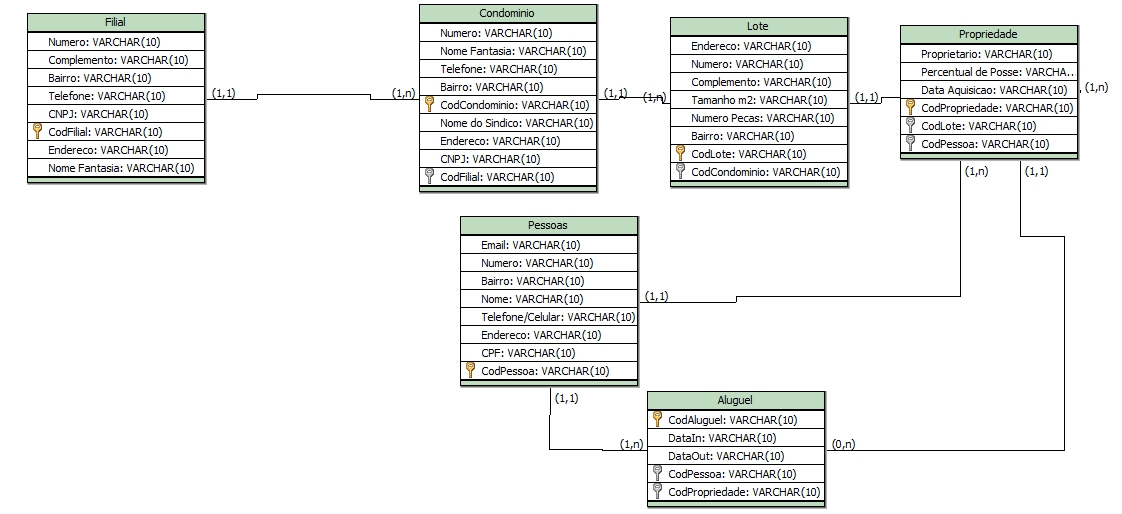 Filial
Numero: VARCHAR(10)
Complemento: VARCHAR(10)
Bairro: VARCHAR(10)
Telefone: VARCHAR(10)
CNPJ: VARCHAR(10)
CodFilial: VARCHAR(10)
Endereco: VARCHAR(10)
Nome Fantasia: VARCHAR(10)
(1,1)
(1,n)
Condominio
Numero: VARCHAR(10)
Nome Fantasia: VARCHAR(10)
Telefone: VARCHAR(10)
Bairro: VARCHAR(10)
CodCondominio: VARCHAR(10)
Nome do Sindico: VARCHAR(10)
Endereco: VARCHAR(10)
CNPJ: VARCHAR(10)
CodFilial: VARCHAR(10)
(1,1)
(1,n)
Lote
Endereco: VARCHAR(10)
Numero: VARCHAR(10)
Complemento: VARCHAR(10)
Tamanho m2: VARCHAR(10)
Numero Pecas: VARCHAR(10)
Bairro: VARCHAR(10)
CodLote: VARCHAR(10)
CodCondominio: VARCHAR(10)
(1,1)
(1,n)
Propriedade
Proprietario: VARCHAR(10)
Percentual de Posse: VARCHA..
Data Aquisicao: VARCHAR(10)
CodPropriedade: VARCHAR(10)
CodLote: VARCHAR(10)
CodPessoa: VARCHAR(10)
(1,n)
(1,1)
Pessoas
Email: VARCHAR(10)
Numero: VARCHAR(10)
Bairro: VARCHAR(10)
Nome: VARCHAR(10)
Telefone/Celular: VARCHAR(10)
Endereco: VARCHAR(10)
CPF: VARCHAR(10)
CodPessoa: VARCHAR(10)
(1,1)
(1,1)
(1,n)
Aluguel
CodAluguel: VARCHAR(10)
DataIn: VARCHAR(10)
DataOut: VARCHAR(10)
CodPessoa: VARCHAR(10)
CodPropriedade: VARCHAR(10)
(0,n)